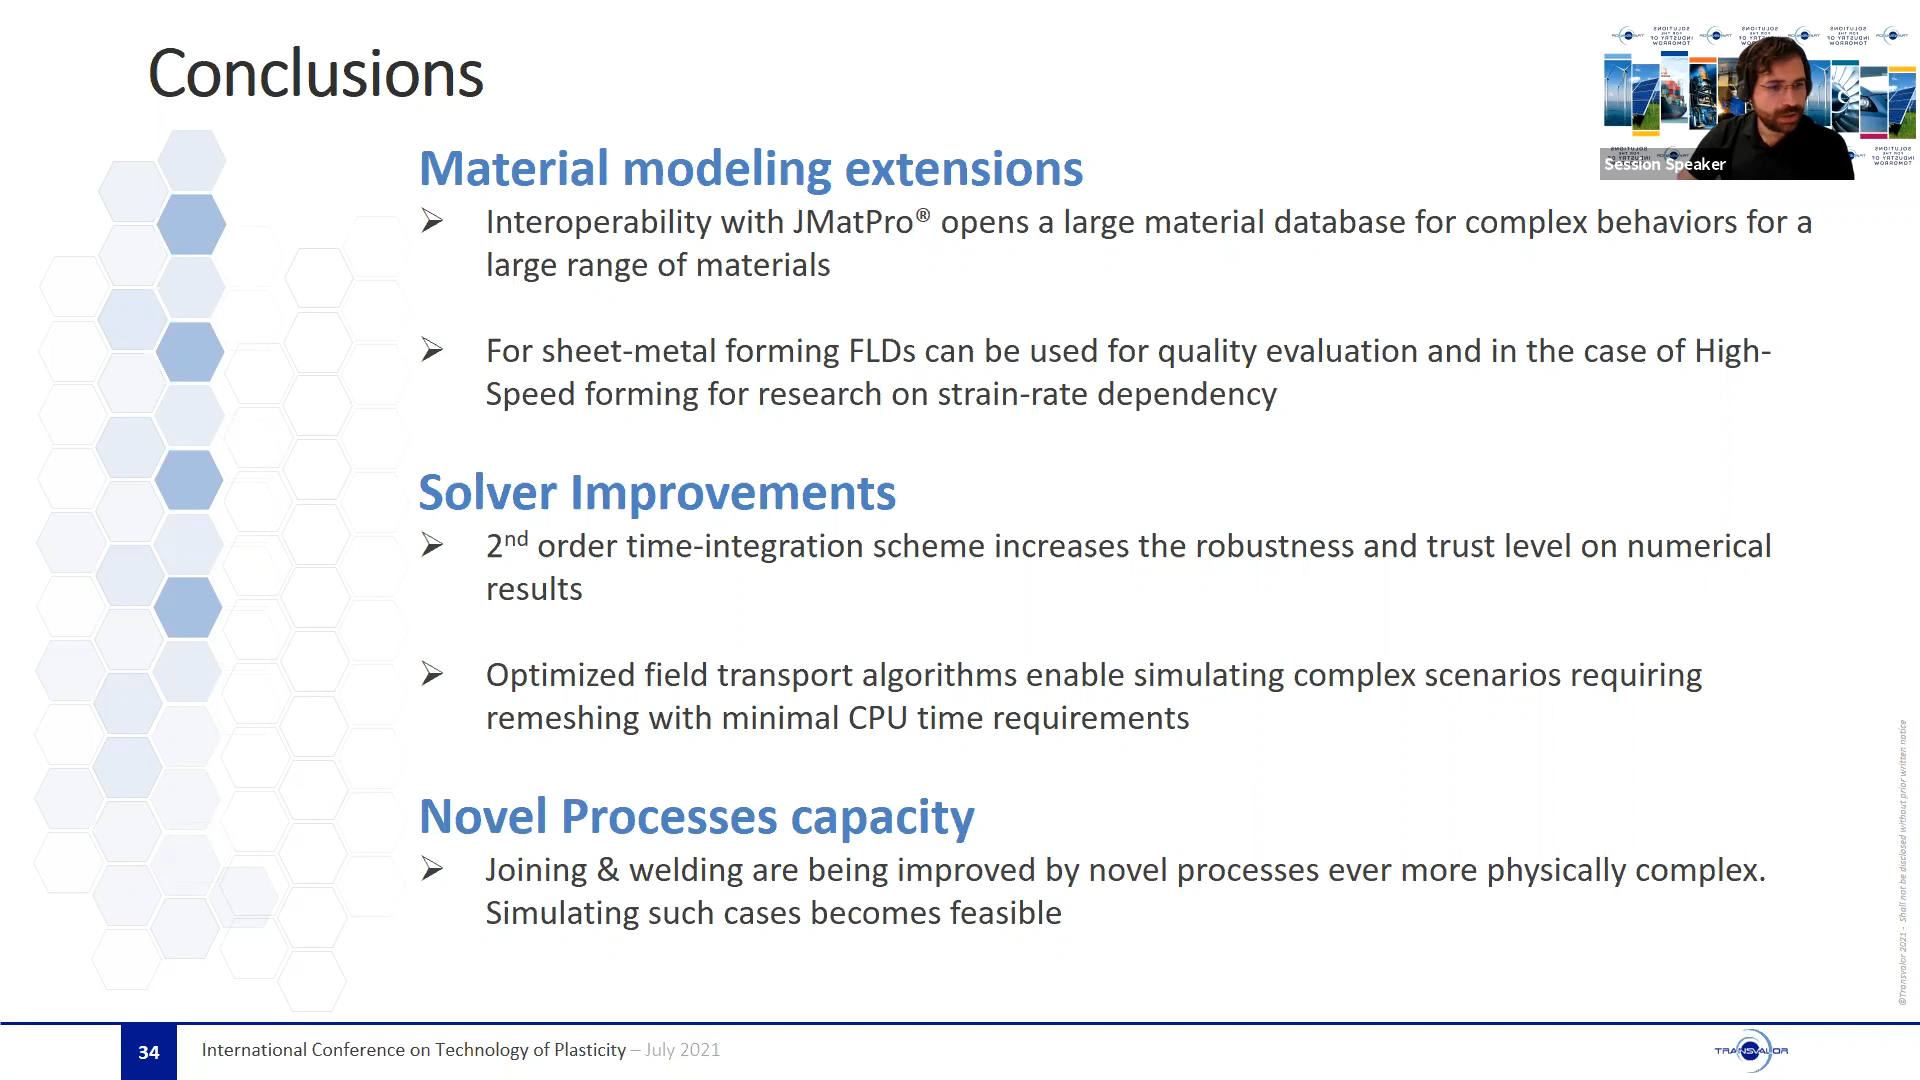 Conclusions
Material modeling extensions
➢ Interoperability with JMatPro® opens a large material database for complex behaviors for a
large range of materials
➢ For sheet-metal forming FLDs can be used for quality evaluation and in the case of High-
Speed forming for research on strain-rate dependency
Solver Improvements
➢ 2nd order time-integration scheme increases the robustness and trust level on numerical
results
➢ Optimized field transport algorithms enable simulating complex scenarios requiring
remeshing with minimal CPU time requirements
Novel Processes capacity
➢ Joining & welding are being improved by novel processes ever more physically complex.
Simulating such cases becomes feasible
Session Speaker
©Transvalor 2021 - Shall not be disclosed without prior written notice
34
International Conference on Technology of Plasticity – July 2021
TRANSVALOR